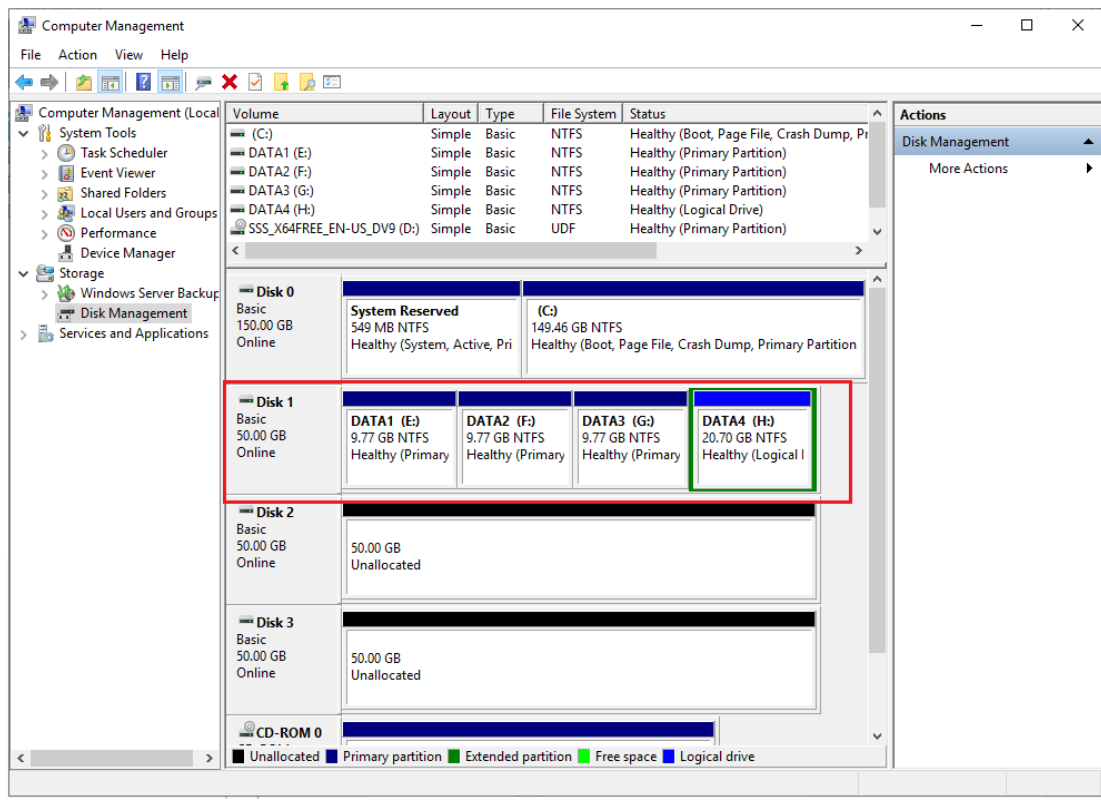 Computer Management
File Action View Help
Computer Management (Local
System Tools
Task Scheduler
Event Viewer
Shared Folders
Local Users and Groups
Performance
Device Manager
Storage
Windows Server Backup
Disk Management
Services and Applications
Volume Layout Type File System Status
(C:) Simple Basic NTFS Healthy (Boot, Page File, Crash Dump, Pr
DATA1 (E:) Simple Basic NTFS Healthy (Primary Partition)
DATA2 (F:) Simple Basic NTFS Healthy (Primary Partition)
DATA3 (G:) Simple Basic NTFS Healthy (Primary Partition)
DATA4 (H:) Simple Basic NTFS Healthy (Logical Drive)
SSS_X64FREE_EN-US_DV9 (D:) Simple Basic UDF Healthy (Primary Partition)
Disk 0
Basic
150.00 GB
Online
System Reserved
549 MB NTFS
Healthy (System, Active, Pri
(C:)
149.46 GB NTFS
Healthy (Boot, Page File, Crash Dump, Primary Partition
Disk 1
Basic
50.00 GB
Online
DATA1 (E:)
9.77 GB NTFS
Healthy (Primary
DATA2 (F:)
9.77 GB NTFS
Healthy (Primary
DATA3 (G:)
9.77 GB NTFS
Healthy (Primary
DATA4 (H:)
20.70 GB NTFS
Healthy (Logical
Disk 2
Basic
50.00 GB
Online
50.00 GB
Unallocated
Disk 3
Basic
50.00 GB
Online
50.00 GB
Unallocated
CD-ROM 0
Unallocated Primary partition Extended partition Free space Logical drive
Actions
Disk Management
More Actions